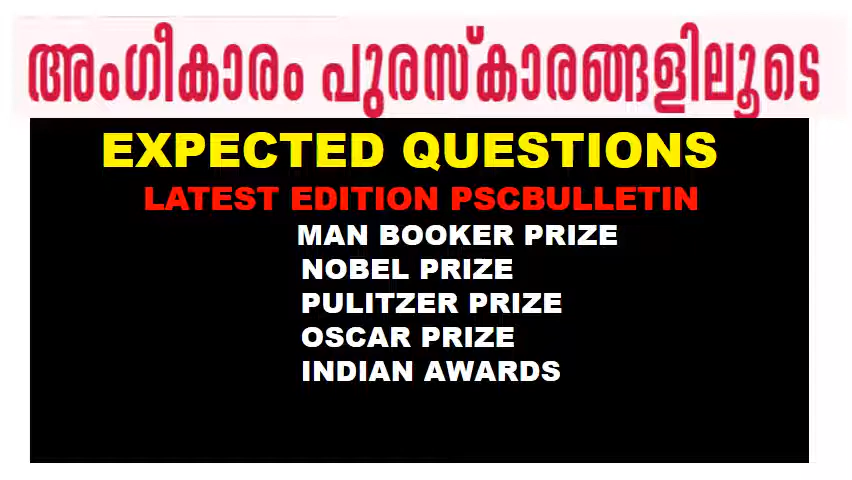 അംഗീകാരം പുരസ്കാരങ്ങളിലൂടെ
EXPECTED QUESTIONS
LATEST EDITION PSCBULLETIN
MAN BOOKER PRIZE
NOBEL PRIZE
PULITZER PRIZE
OSCAR PRIZE
INDIAN AWARDS